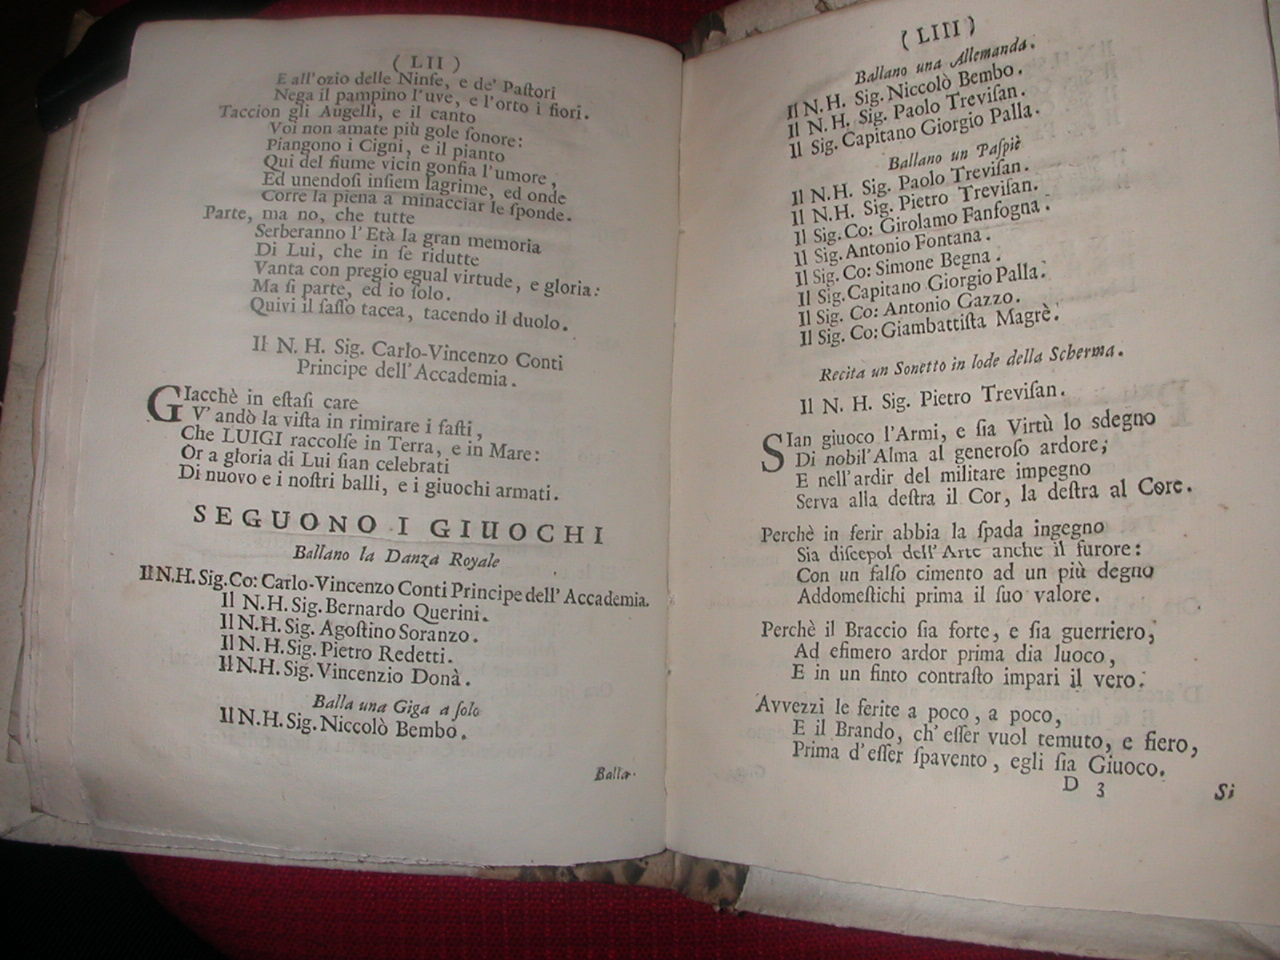 ( LII )
E all'ozio delle Ninfe, e de' Paſtori
Nega il pampino l'uve, e l'orto i fiori.
Taccion gli Augelli, e il canto
Voi non amate più gole ſonore:
Piangono i Cigni, e il pianto
Qui del fiume vicin gonfia l'umore,
Ed unendoſi inſiem lagrime, ed onde
Corre la piena a minacciar le ſponde.
Parte, ma no, che tutte
Serberanno l'Età la gran memoria
Di Lui, che in ſe ridutte
Vanta con pregio egual virtude, e gloria:
Ma ſi parte, ed io ſolo.
Quivi il faſſo tacea, tacendo il duolo.
Il N. H. Sig. Carlo-Vincenzo Conti
Principe dell'Accademia.
GIacchè in eſtaſi care
V' andò la viſta in rimirare i faſti,
Che LUIGI raccolſe in Terra, e in Mare:
Or a gloria di Lui ſian celebrati
Di nuovo e i noſtri balli, e i giuochi armati.
SEGUONO I GIUOCHI
Ballano la Danza Royale
Il N.H. Sig. Co: Carlo-Vincenzo Conti Principe dell' Accademia.
Il N.H. Sig. Bernardo Querini.
Il N.H. Sig. Agoſtino Soranzo.
Il N.H. Sig. Pietro Redetti.
Il N.H. Sig. Vincenzio Donà.
Balla una Giga a ſolo
Il N.H. Sig. Niccolò Bembo.
Balla-
( LIII )
Ballano una Allemanda.
Il N.H. Sig. Niccolò Bembo.
Il N. H. Sig. Paolo Treviſan.
Il Sig. Capitano Giorgio Palla.
Ballano un Paſpiè
Il N.H. Sig. Paolo Treviſan.
Il N.H. Sig. Pietro Treviſan.
Il Sig. Co: Girolamo Fanfogna.
Il Sig. Antonio Fontana.
Il Sig. Co: Simone Begna.
Il Sig. Capitano Giorgio Palla.
Il Sig. Co: Antonio Gazzo.
Il Sig. Co: Giambattiſta Magrè.
Recita un Sonetto in lode della Scherma.
Il N. H. Sig. Pietro Treviſan.
SIan giuoco l'Armi, e ſia Virtù lo sdegno
Di nobil'Alma al generoſo ardore;
E nell'ardir del militare impegno
Serva alla deſtra il Cor, la deſtra al Core.
Perchè in ferir abbia la ſpada ingegno
Sia diſcepol dell'Arte anche il furore:
Con un falſo cimento ad un più degno
Addomeſtichi prima il ſuo valore.
Perchè il Braccio ſia forte, e ſia guerriero,
Ad efimero ardor prima dia luoco,
E in un finto contraſto impari il vero.
Avvezzi le ferite a poco, a poco,
E il Brando, ch' eſſer vuol temuto, e fiero,
Prima d'eſſer ſpavento, egli ſia Giuoco.
D 3
Si